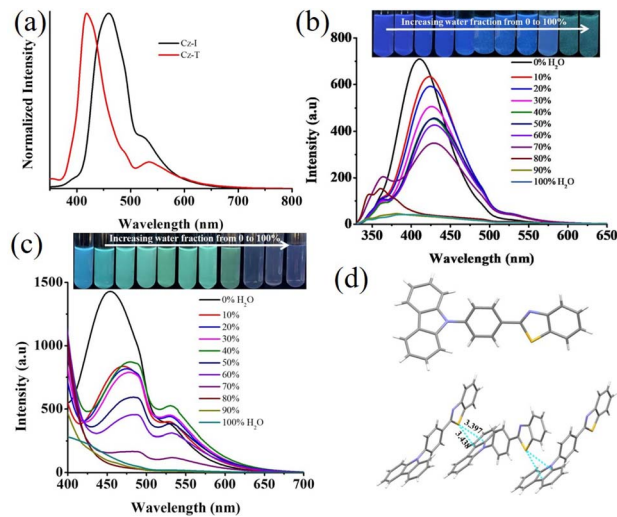 (a)
Cz-I
Cz-T
Normalized Intensity
400 500 600 700 800
Wavelength (nm)
(b)
Increasing water fraction from 0 to 100%
800
600
400
200
0
Intensity (a.u)
0% H2O
10%
20%
30%
40%
50%
60%
70%
80%
90%
100% H2O
350 400 450 500 550 600 650
Wavelength (nm)
(c)
Increasing water fraction from 0 to 100%
1500
1000
500
0
Intensity (a.u)
0% H2O
10%
20%
30%
40%
50%
60%
70%
80%
90%
100% H2O
400 450 500 550 600 650 700
Wavelength (nm)
(d)
3.397
3.438